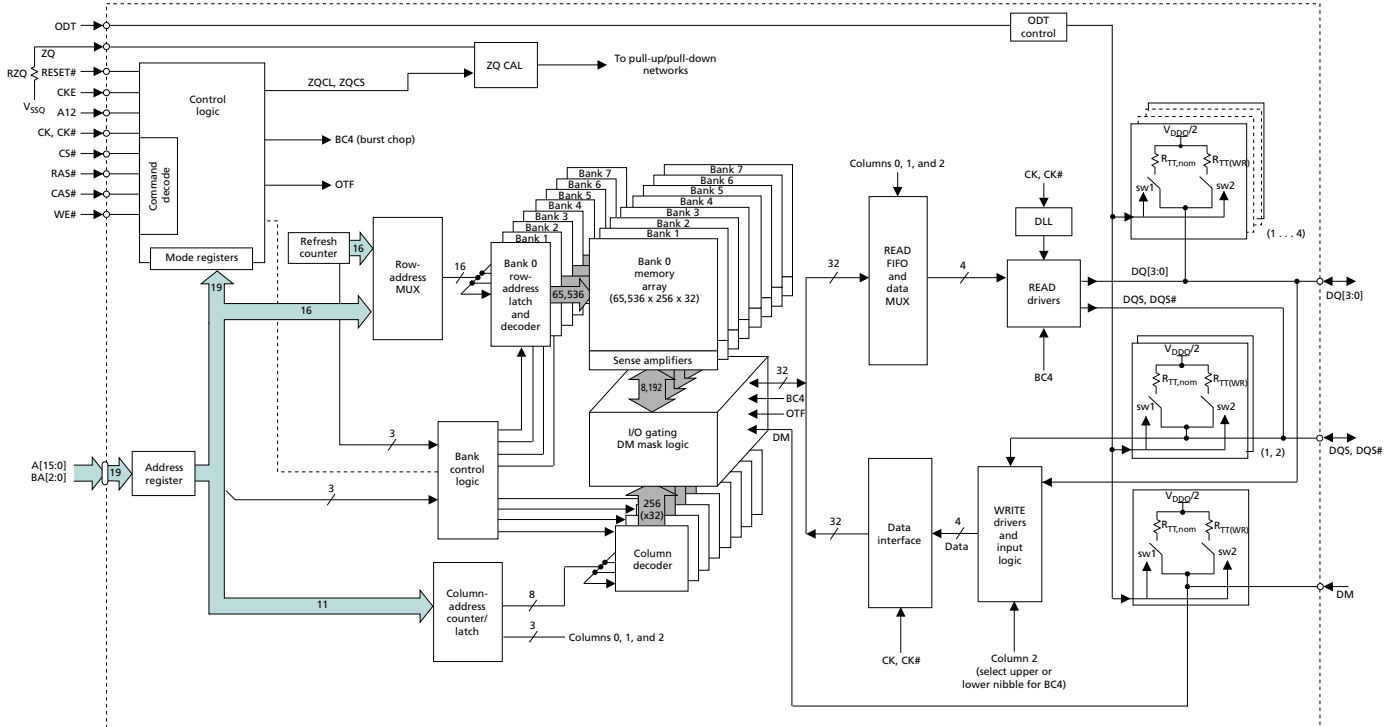 ODT
ODT
control
ZQ
RZQ
RESET#
CKE
V_SSQ
A12
CK, CK#
CS#
RAS#
CAS#
WE#
Control
logic
Command
decode
Mode registers
ZQCL, ZQCS
ZQ CAL
To pull-up/pull-down
networks
BC4 (burst chop)
OTF
Refresh
counter
16
Row-
address
MUX
16
19
16
Bank 7
Bank 6
Bank 5
Bank 4
Bank 3
Bank 2
Bank 1
Bank 0
row-
address
latch
and
decoder
65,536
Bank 7
Bank 6
Bank 5
Bank 4
Bank 3
Bank 2
Bank 1
Bank 0
memory
array
(65,536 x 256 x 32)
Sense amplifiers
8,192
I/O gating
DM mask logic
32
BC4
OTF
DM
256
(x32)
Column
decoder
3
3
Bank
control
logic
A[15:0]
BA[2:0]
19
Address
register
11
Column-
address
counter/
latch
8
3
Columns 0, 1, and 2
Columns 0, 1, and 2
32
READ
FIFO
and
data
MUX
4
CK, CK#
DLL
READ
drivers
BC4
DQ[3:0]
DQS, DQS#
32
Data
interface
CK, CK#
4
Data
WRITE
drivers
and
input
logic
Column 2
(select upper or
lower nibble for BC4)
V_DDQ/2
R_TT,nom
R_TT(WR)
sw1
sw2
(1 . . . 4)
DQ[3:0]
V_DDQ/2
R_TT,nom
R_TT(WR)
sw1
sw2
(1, 2)
DQS, DQS#
V_DDQ/2
R_TT,nom
R_TT(WR)
sw1
sw2
DM